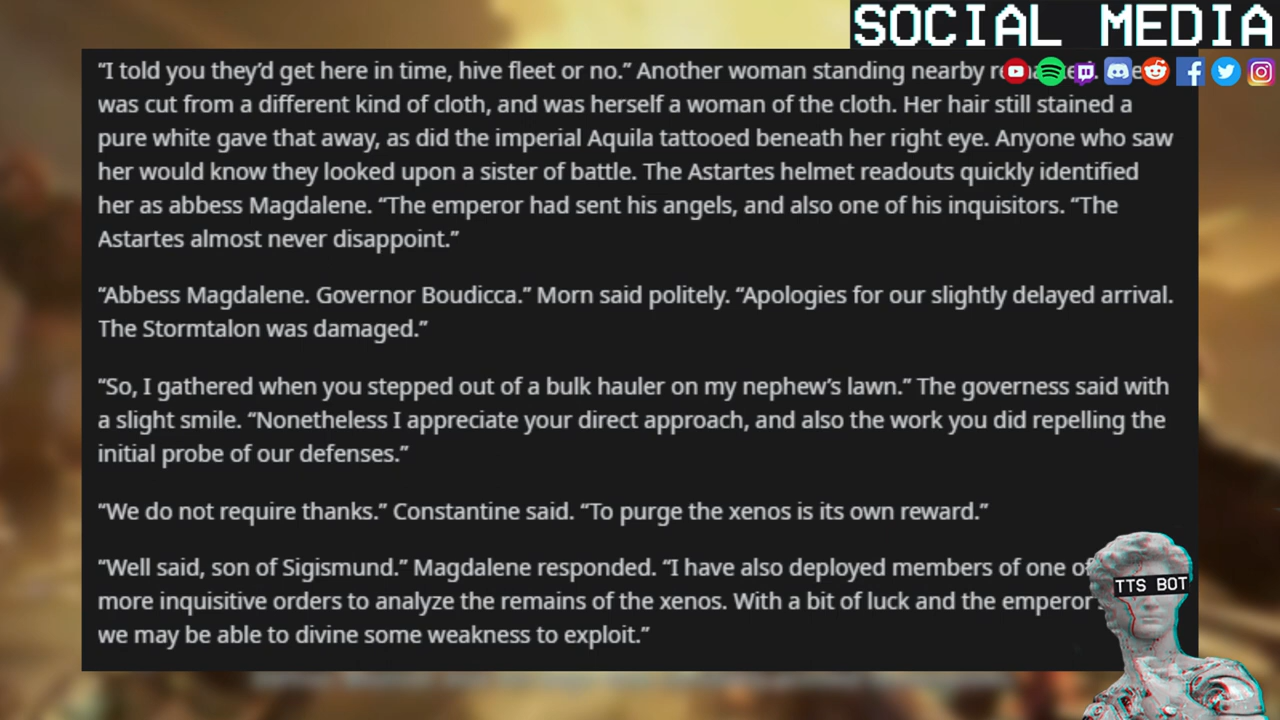 SOCIAL MEDIA
“I told you they’d get here in time, hive fleet or no.” Another woman standing nearby
was cut from a different kind of cloth, and was herself a woman of the cloth. Her hair still stained a
pure white gave that away, as did the imperial Aquila tattooed beneath her right eye. Anyone who saw
her would know they looked upon a sister of battle. The Astartes helmet readouts quickly identified
her as abbess Magdalene. “The emperor had sent his angels, and also one of his inquisitors. “The
Astartes almost never disappoint.”
“Abbess Magdalene. Governor Boudicca.” Morn said politely. “Apologies for our slightly delayed arrival.
The Stormtalon was damaged.”
“So, I gathered when you stepped out of a bulk hauler on my nephew’s lawn.” The governess said with
a slight smile. “Nonetheless I appreciate your direct approach, and also the work you did repelling the
initial probe of our defenses.”
“We do not require thanks.” Constantine said. “To purge the xenos is its own reward.”
“Well said, son of Sigismund.” Magdalene responded. “I have also deployed members of one of
more inquisitive orders to analyze the remains of the xenos. With a bit of luck and the emperor’s
we may be able to divine some weakness to exploit.”
TTS BOT